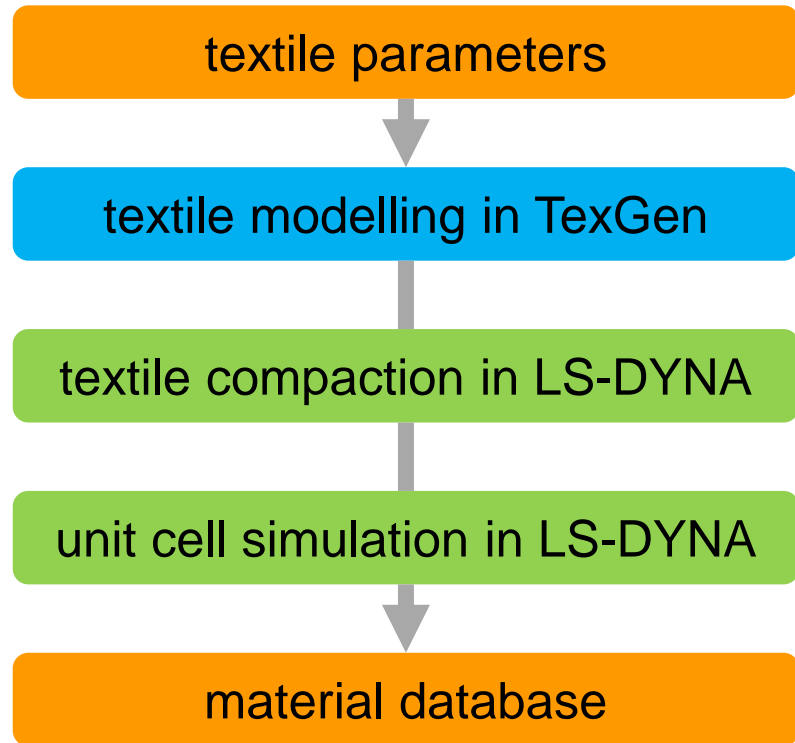 textile parameters
textile modelling in TexGen
textile compaction in LS-DYNA
unit cell simulation in LS-DYNA
material database